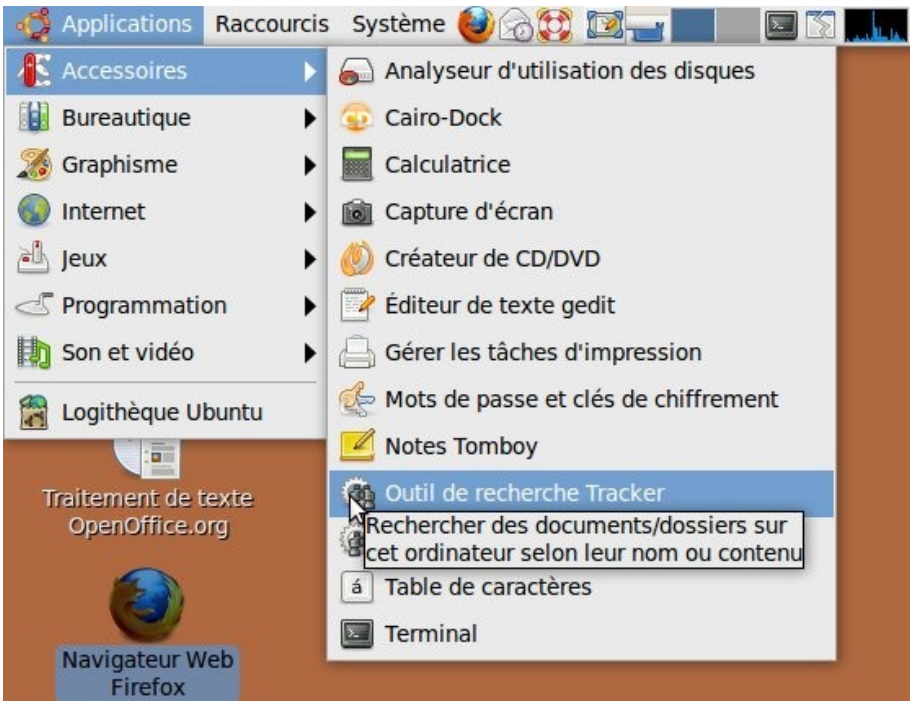 Applications Raccourcis Système
Accessoires
Bureautique
Graphisme
Internet
Jeux
Programmation
Son et vidéo
Logithèque Ubuntu
Analyseur d'utilisation des disques
Cairo-Dock
Calculatrice
Capture d'écran
Créateur de CD/DVD
Éditeur de texte gedit
Gérer les tâches d'impression
Mots de passe et clés de chiffrement
Notes Tomboy
Outil de recherche Tracker
Rechercher des documents/dossiers sur
cet ordinateur selon leur nom ou contenu
á Table de caractères
Terminal
Traitement de texte
OpenOffice.org
Navigateur Web
Firefox